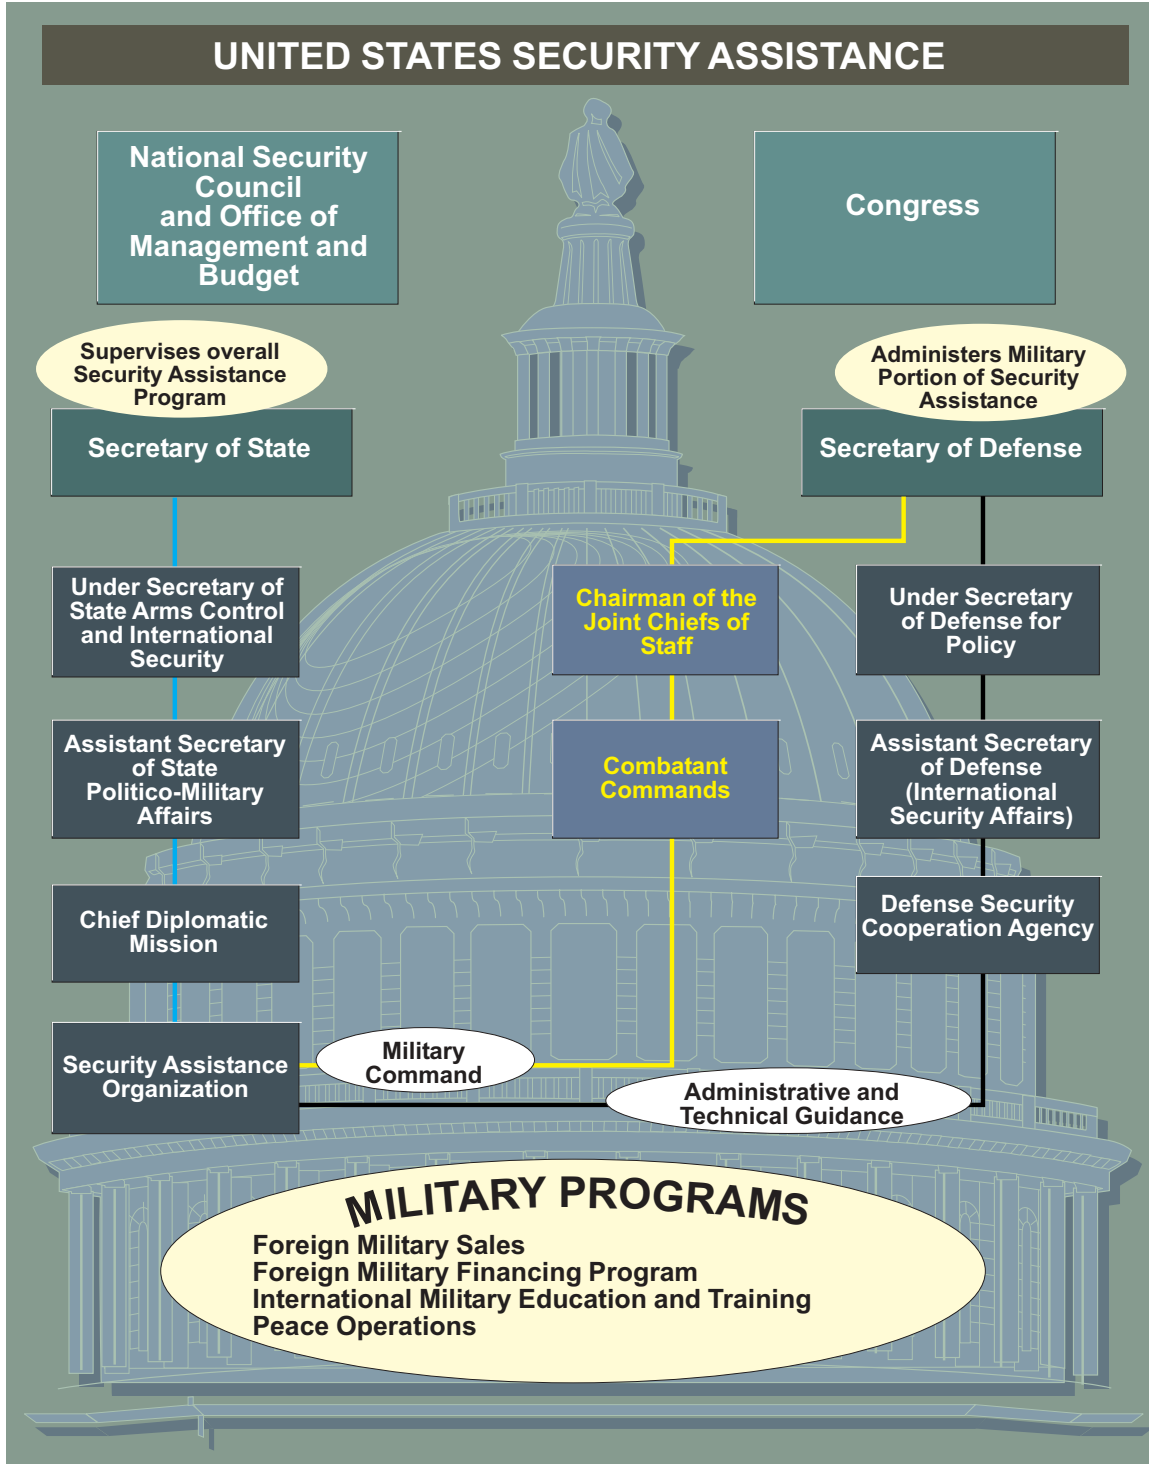 UNITED STATES SECURITY ASSISTANCE
National Security
Council
and Office of
Management and
Budget
Congress
Supervises overall
Security Assistance
Program
Administers Military
Portion of Security
Assistance
Secretary of State
Secretary of Defense
Under Secretary of
State Arms Control
and International
Security
Chairman of the
Joint Chiefs of
Staff
Under Secretary
of Defense for
Policy
Assistant Secretary
of State
Politico-Military
Affairs
Combatant
Commands
Assistant Secretary
of Defense
(International
Security Affairs)
Chief Diplomatic
Mission
Defense Security
Cooperation Agency
Security Assistance
Organization
Military
Command
Administrative and
Technical Guidance
MILITARY PROGRAMS
Foreign Military Sales
Foreign Military Financing Program
International Military Education and Training
Peace Operations